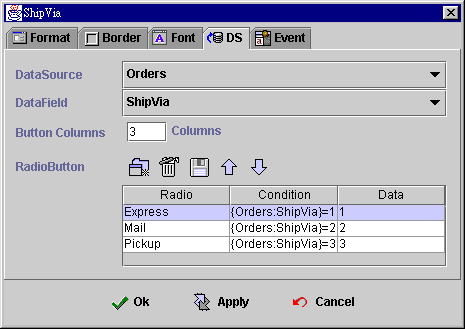 ShipVia
Format Border Font DS Event
DataSource Orders
DataField ShipVia
Button Columns 3 Columns
RadioButton
Radio Condition Data
Express {Orders:ShipVia}=1 1
Mail {Orders:ShipVia}=2 2
Pickup {Orders:ShipVia}=3 3
Ok Apply Cancel